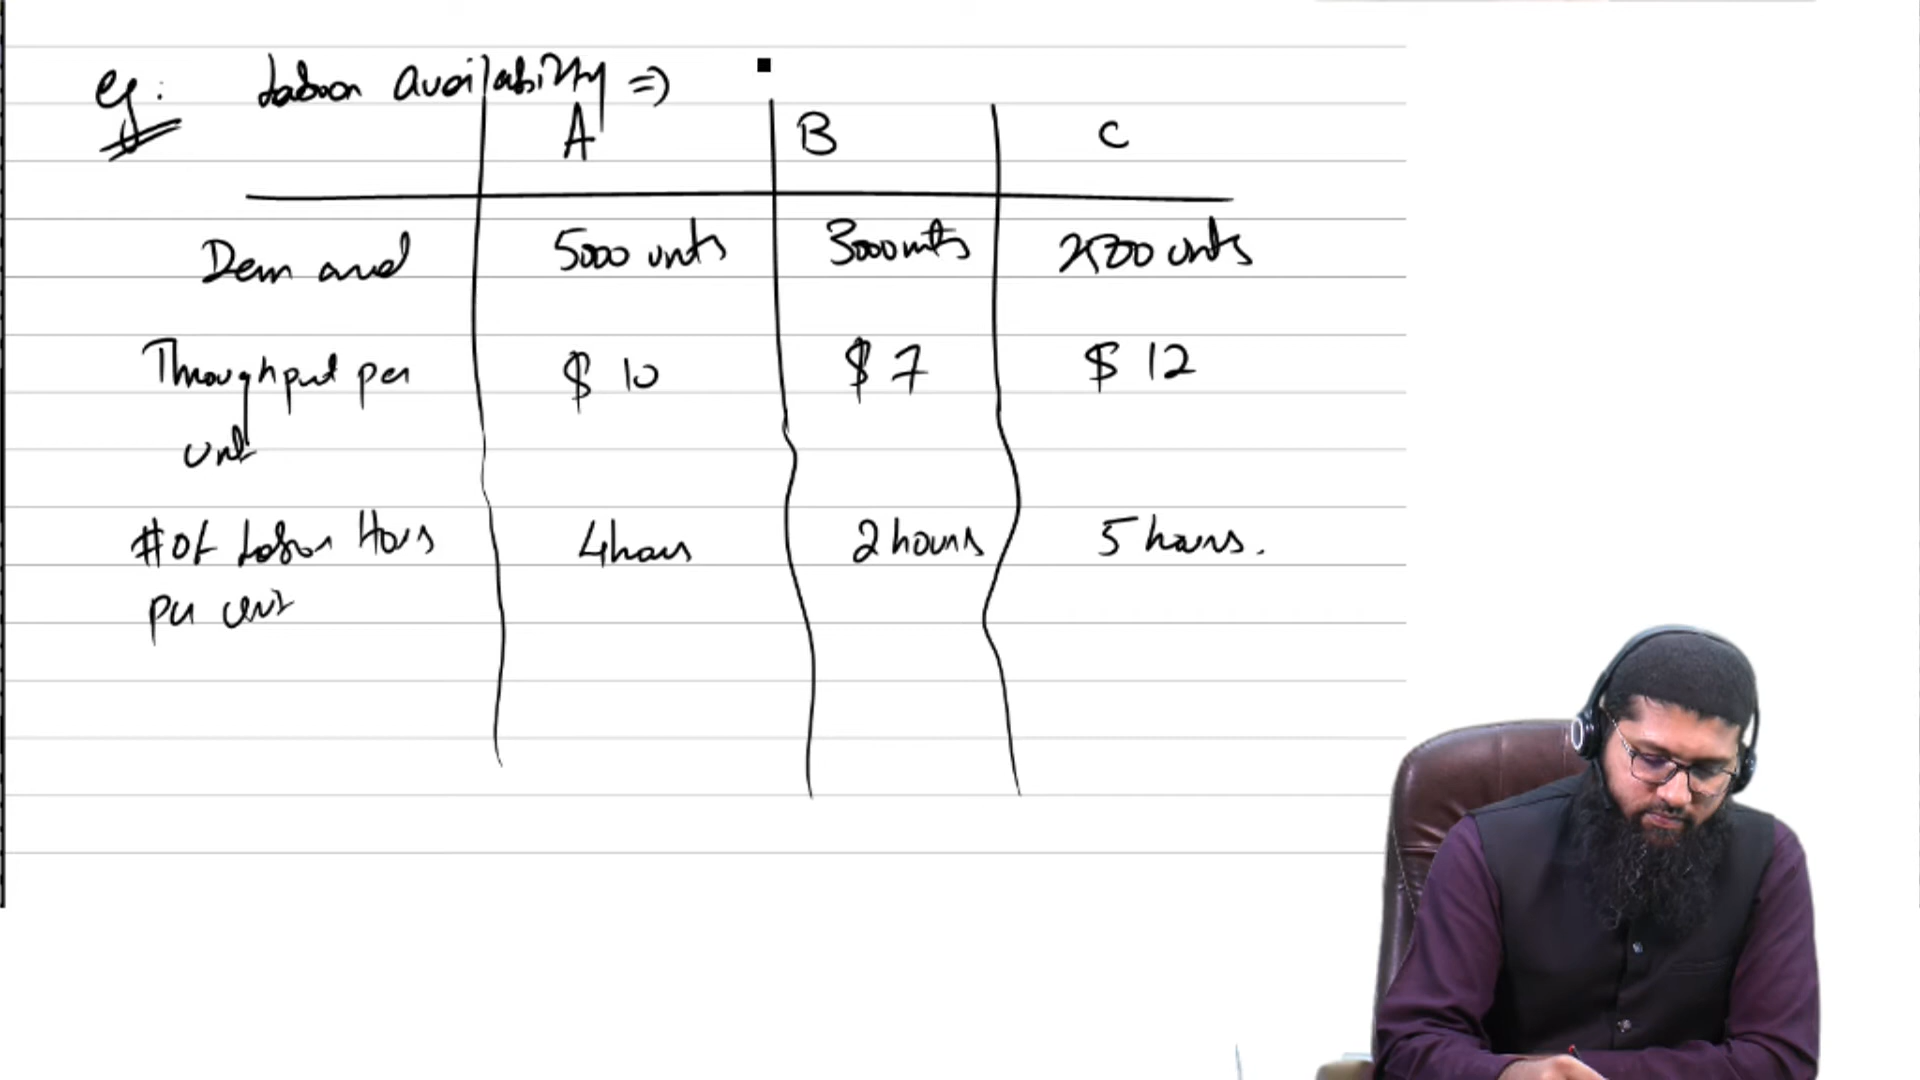 eg: Labour availability =>
A B C
Demand 5000 units 3000 units units
Throughput per unit $ 10 $ 7 $ 12
# of Labour Hours per unit 4 hours 2 hours 5 hours.